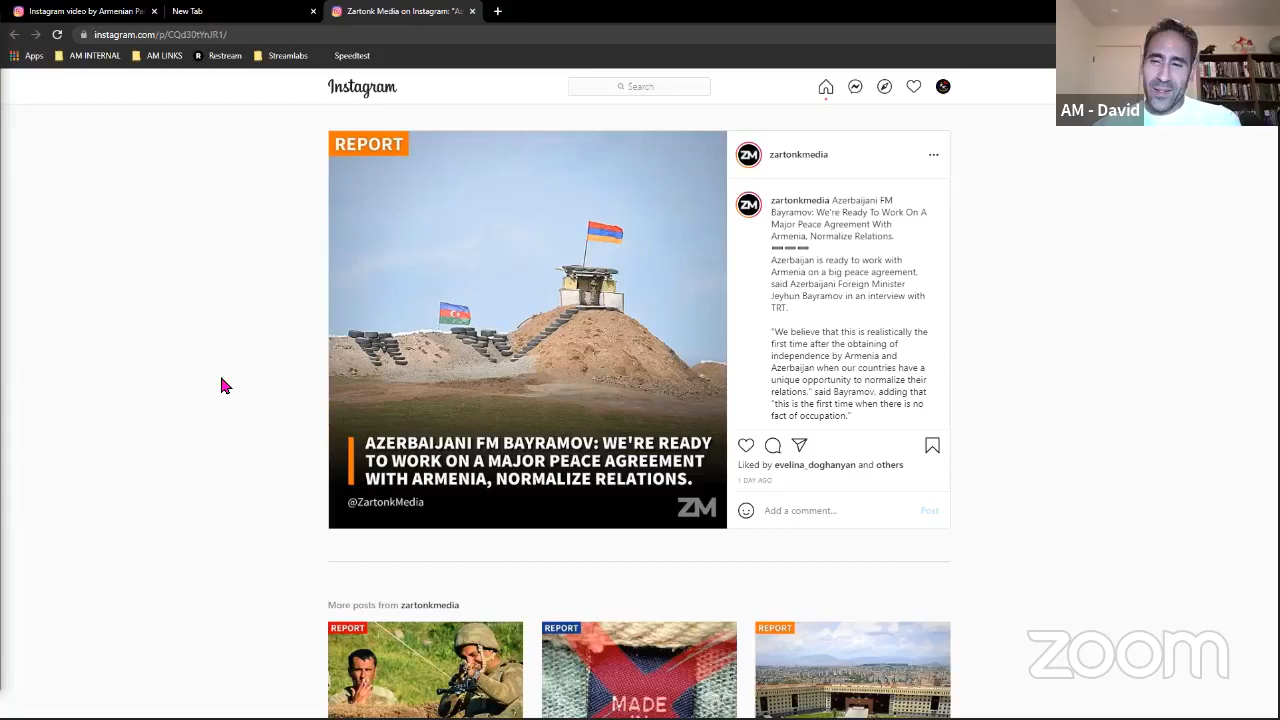 Instagram video by Armenian Pa
New Tab
Zartonk Media on Instagram: "Az
instagram.com/p/CQd30tYnJR1/
Apps
AM INTERNAL
AM LINKS
Restream
Streamlabs
Speedtest
AM - David
Instagram
Search
REPORT
AZERBAIJANI FM BAYRAMOV: WE'RE READY
TO WORK ON A MAJOR PEACE AGREEMENT
WITH ARMENIA, NORMALIZE RELATIONS.
@ZartonkMedia
ZM
ZM
zartonkmedia
ZM
zartonkmedia Azerbaijani FM
Bayramov: We're Ready To Work On A
Major Peace Agreement With
Armenia, Normalize Relations.
Azerbaijan is ready to work with
Armenia on a big peace agreement,
said Azerbaijani Foreign Minister
Jeyhun Bayramov in an interview with
TRT.
"We believe that this is realistically the
first time after the obtaining of
independence by Armenia and
Azerbaijan when our countries have a
unique opportunity to normalize their
relations," said Bayramov, adding that
"this is the first time when there is no
fact of occupation."
Liked by evelina_doghanyan and others
1 DAY AGO
Add a comment...
Post
More posts from zartonkmedia
REPORT
REPORT
MADE
REPORT
zoom